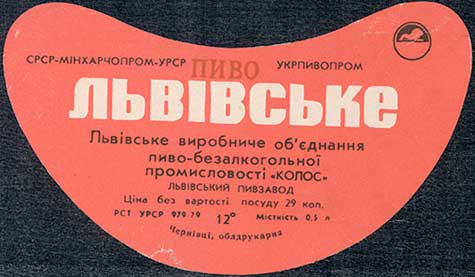 СРСР-МІНХАРЧОПРОМ-УРСР ПИВО УКРПИВОПРОМ
ЛЬВІВСЬКЕ
Львівське виробниче об'єднання
пиво-безалкогольної
промисловості «КОЛОС»
ЛЬВІВСЬКИЙ ПИВЗАВОД
Ціна без вартості посуду 29 коп.
РСТ УРСР 979 79 12° Місткість 0,5 л
Чернівці, облдрукарня